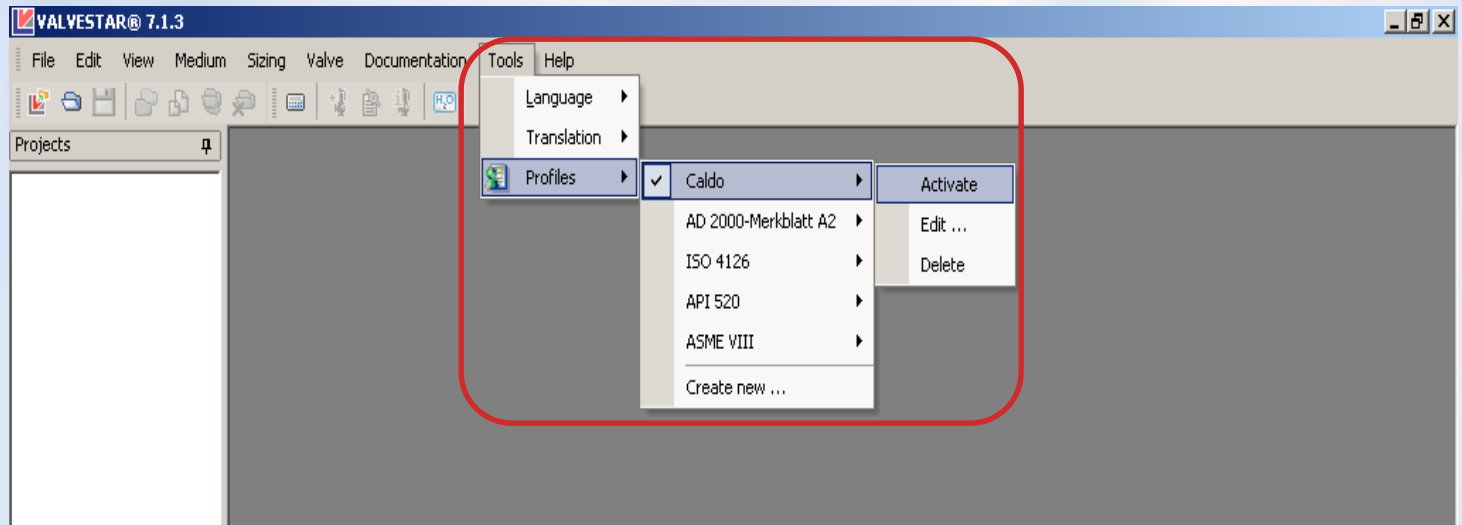 VALVESTAR® 7.1.3
File Edit View Medium Sizing Valve Documentation Tools Help
H₂O
Projects
Language
Translation
Profiles
Caldo
AD 2000-Merkblatt A2
ISO 4126
API 520
ASME VIII
Create new ...
Activate
Edit ...
Delete